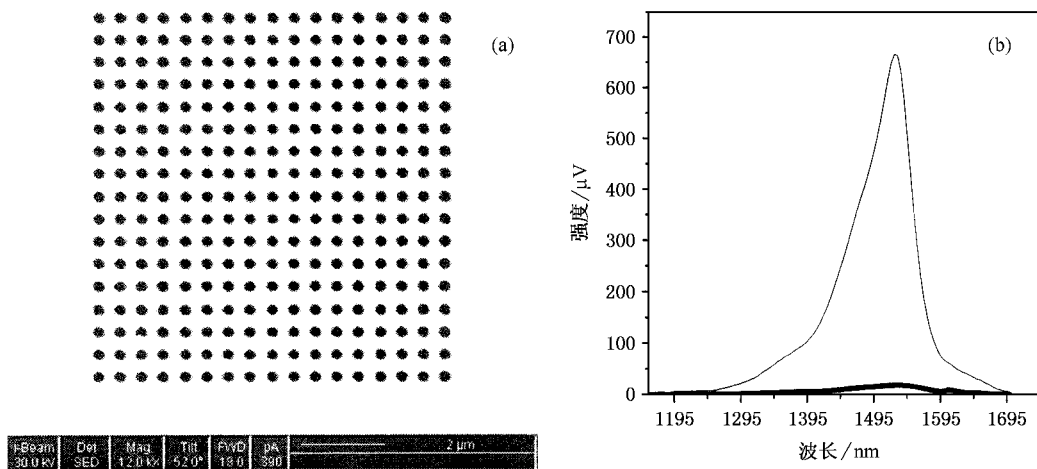 (a)
I-Beam Det Mag Tilt FWD pA 2 μm
30.0 kV SED 12.0 kX 52.0° 18.0 390
(b)
强度/μV
700
600
500
400
300
200
100
0
1195 1295 1395 1495 1595 1695
波长/nm